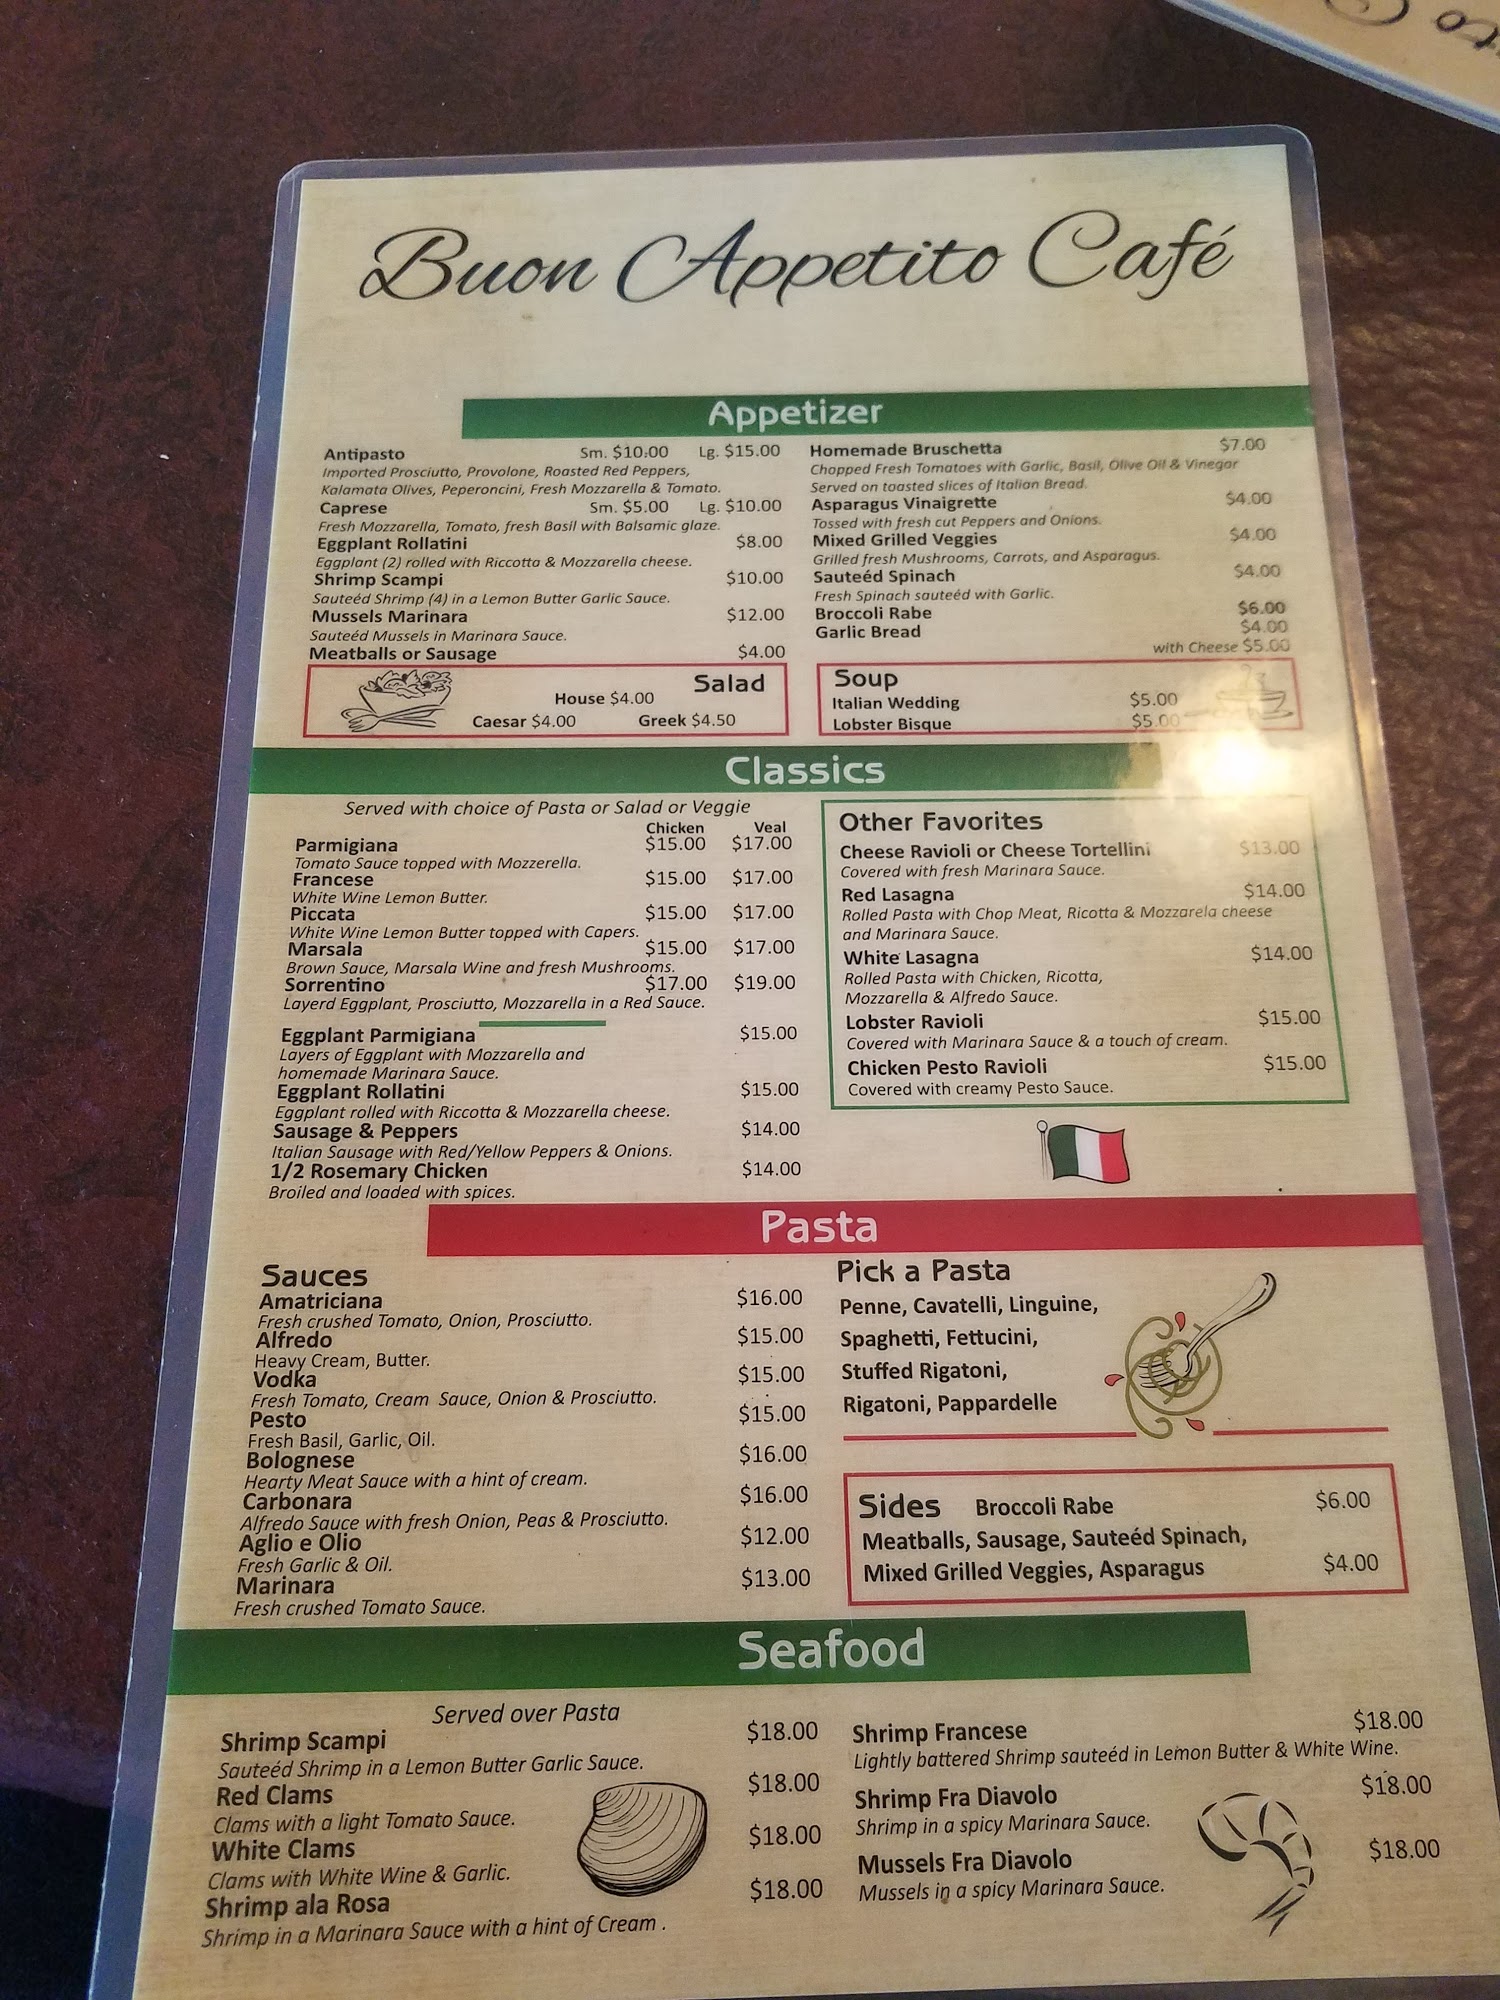 Buon Appetito Café
Appetizer
Antipasto Sm. $10.00 Lg. $15.00
Imported Prosciutto, Provolone, Roasted Red Peppers,
Kalamata Olives, Peperoncini, Fresh Mozzarella & Tomato.
Caprese Sm. $5.00 Lg. $10.00
Fresh Mozzarella, Tomato, fresh Basil with Balsamic glaze.
Eggplant Rollatini $8.00
Eggplant (2) rolled with Riccotta & Mozzarella cheese.
Shrimp Scampi $10.00
Sauteéd Shrimp (4) in a Lemon Butter Garlic Sauce.
Mussels Marinara $12.00
Sauteéd Mussels in Marinara Sauce.
Meatballs or Sausage $4.00
Homemade Bruschetta $7.00
Chopped Fresh Tomatoes with Garlic, Basil, Olive Oil & Vinegar
Served on toasted slices of Italian Bread.
Asparagus Vinaigrette $4.00
Tossed with fresh cut Peppers and Onions.
Mixed Grilled Veggies $4.00
Grilled fresh Mushrooms, Carrots, and Asparagus.
Sauteéd Spinach $4.00
Fresh Spinach sauteéd with Garlic.
Broccoli Rabe $6.00
Garlic Bread $4.00
with Cheese $5.00
Salad
House $4.00
Caesar $4.00 Greek $4.50
Soup
Italian Wedding $5.00
Lobster Bisque $5.00
Classics
Served with choice of Pasta or Salad or Veggie
Chicken Veal
Parmigiana $15.00 $17.00
Tomato Sauce topped with Mozzerella.
Francese $15.00 $17.00
White Wine Lemon Butter.
Piccata $15.00 $17.00
White Wine Lemon Butter topped with Capers.
Marsala $15.00 $17.00
Brown Sauce, Marsala Wine and fresh Mushrooms.
Sorrentino $17.00 $19.00
Layerd Eggplant, Prosciutto, Mozzarella in a Red Sauce.
Eggplant Parmigiana $15.00
Layers of Eggplant with Mozzarella and
homemade Marinara Sauce.
Eggplant Rollatini $15.00
Eggplant rolled with Riccotta & Mozzarella cheese.
Sausage & Peppers $14.00
Italian Sausage with Red/Yellow Peppers & Onions.
1/2 Rosemary Chicken $14.00
Broiled and loaded with spices.
Other Favorites
Cheese Ravioli or Cheese Tortellini $13.00
Covered with fresh Marinara Sauce.
Red Lasagna $14.00
Rolled Pasta with Chop Meat, Ricotta & Mozzarela cheese
and Marinara Sauce.
White Lasagna $14.00
Rolled Pasta with Chicken, Ricotta,
Mozzarella & Alfredo Sauce.
Lobster Ravioli $15.00
Covered with Marinara Sauce & a touch of cream.
Chicken Pesto Ravioli $15.00
Covered with creamy Pesto Sauce.
Pasta
Sauces
Amatriciana $16.00
Fresh crushed Tomato, Onion, Prosciutto.
Alfredo $15.00
Heavy Cream, Butter.
Vodka $15.00
Fresh Tomato, Cream Sauce, Onion & Prosciutto.
Pesto $15.00
Fresh Basil, Garlic, Oil.
Bolognese $16.00
Hearty Meat Sauce with a hint of cream.
Carbonara $16.00
Alfredo Sauce with fresh Onion, Peas & Prosciutto.
Aglio e Olio $12.00
Fresh Garlic & Oil.
Marinara $13.00
Fresh crushed Tomato Sauce.
Pick a Pasta
Penne, Cavatelli, Linguine,
Spaghetti, Fettucini,
Stuffed Rigatoni,
Rigatoni, Pappardelle
Sides Broccoli Rabe $6.00
Meatballs, Sausage, Sauteéd Spinach,
Mixed Grilled Veggies, Asparagus $4.00
Seafood
Served over Pasta
Shrimp Scampi $18.00
Sauteéd Shrimp in a Lemon Butter Garlic Sauce.
Red Clams $18.00
Clams with a light Tomato Sauce.
White Clams $18.00
Clams with White Wine & Garlic.
Shrimp ala Rosa $18.00
Shrimp in a Marinara Sauce with a hint of Cream .
Shrimp Francese $18.00
Lightly battered Shrimp sauteéd in Lemon Butter & White Wine.
Shrimp Fra Diavolo $18.00
Shrimp in a spicy Marinara Sauce.
Mussels Fra Diavolo $18.00
Mussels in a spicy Marinara Sauce.